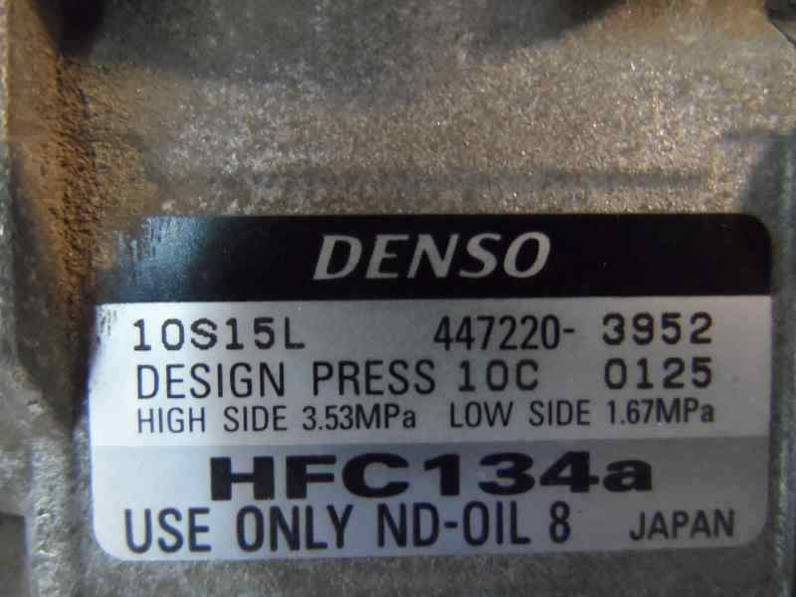 DENSO
10S15L 447220- 3952
DESIGN PRESS 10C 0125
HIGH SIDE 3.53MPa LOW SIDE 1.67MPa
HFC134a
USE ONLY ND-OIL 8 JAPAN